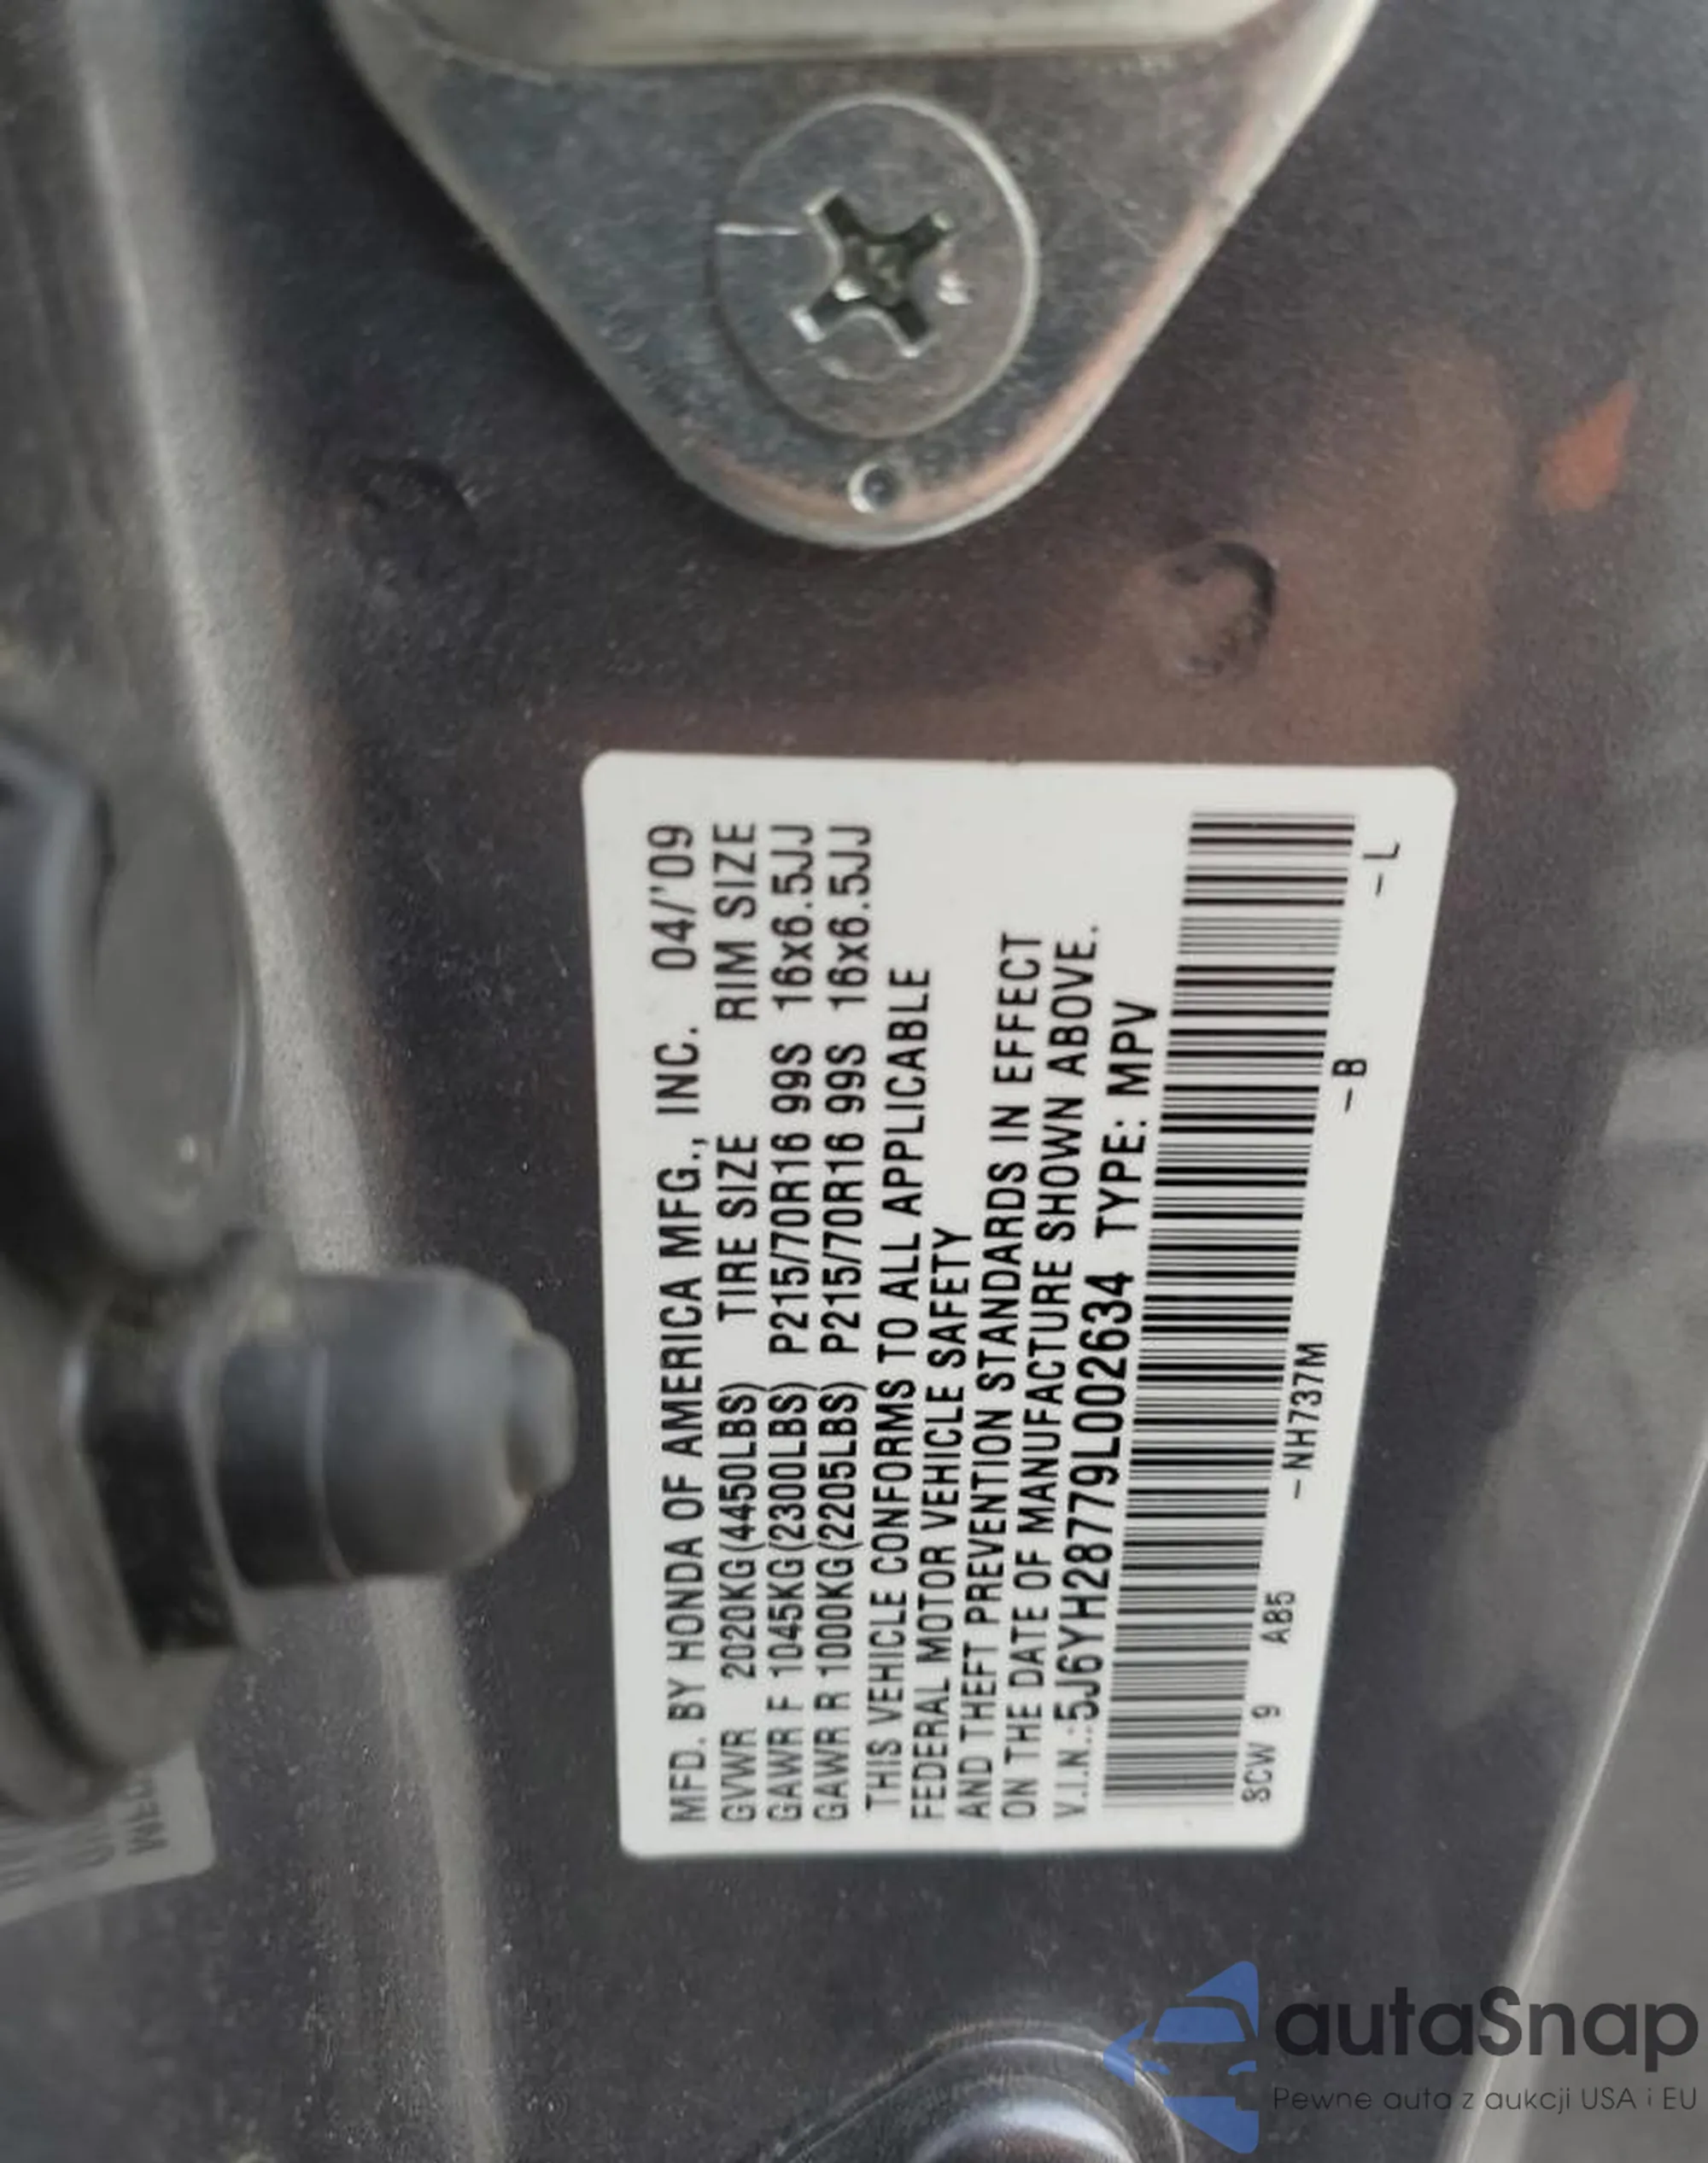 MFD. BY HONDA OF AMERICA MFG., INC. 04/'09
GVWR 2020KG(4450LBS) TIRE SIZE RIM SIZE
GAWR F 1045KG(2300LBS) P215/70R16 99S 16x6.5JJ
GAWR R 1000KG(2205LBS) P215/70R16 99S 16x6.5JJ
THIS VEHICLE CONFORMS TO ALL APPLICABLE
FEDERAL MOTOR VEHICLE SAFETY
AND THEFT PREVENTION STANDARDS IN EFFECT
ON THE DATE OF MANUFACTURE SHOWN ABOVE.
V.I.N.:5J6YH28779L002634 TYPE: MPV
SCW 9 AB5 -NH737M -B -L
autaSnap
Pewne auta z aukcji USA i EU